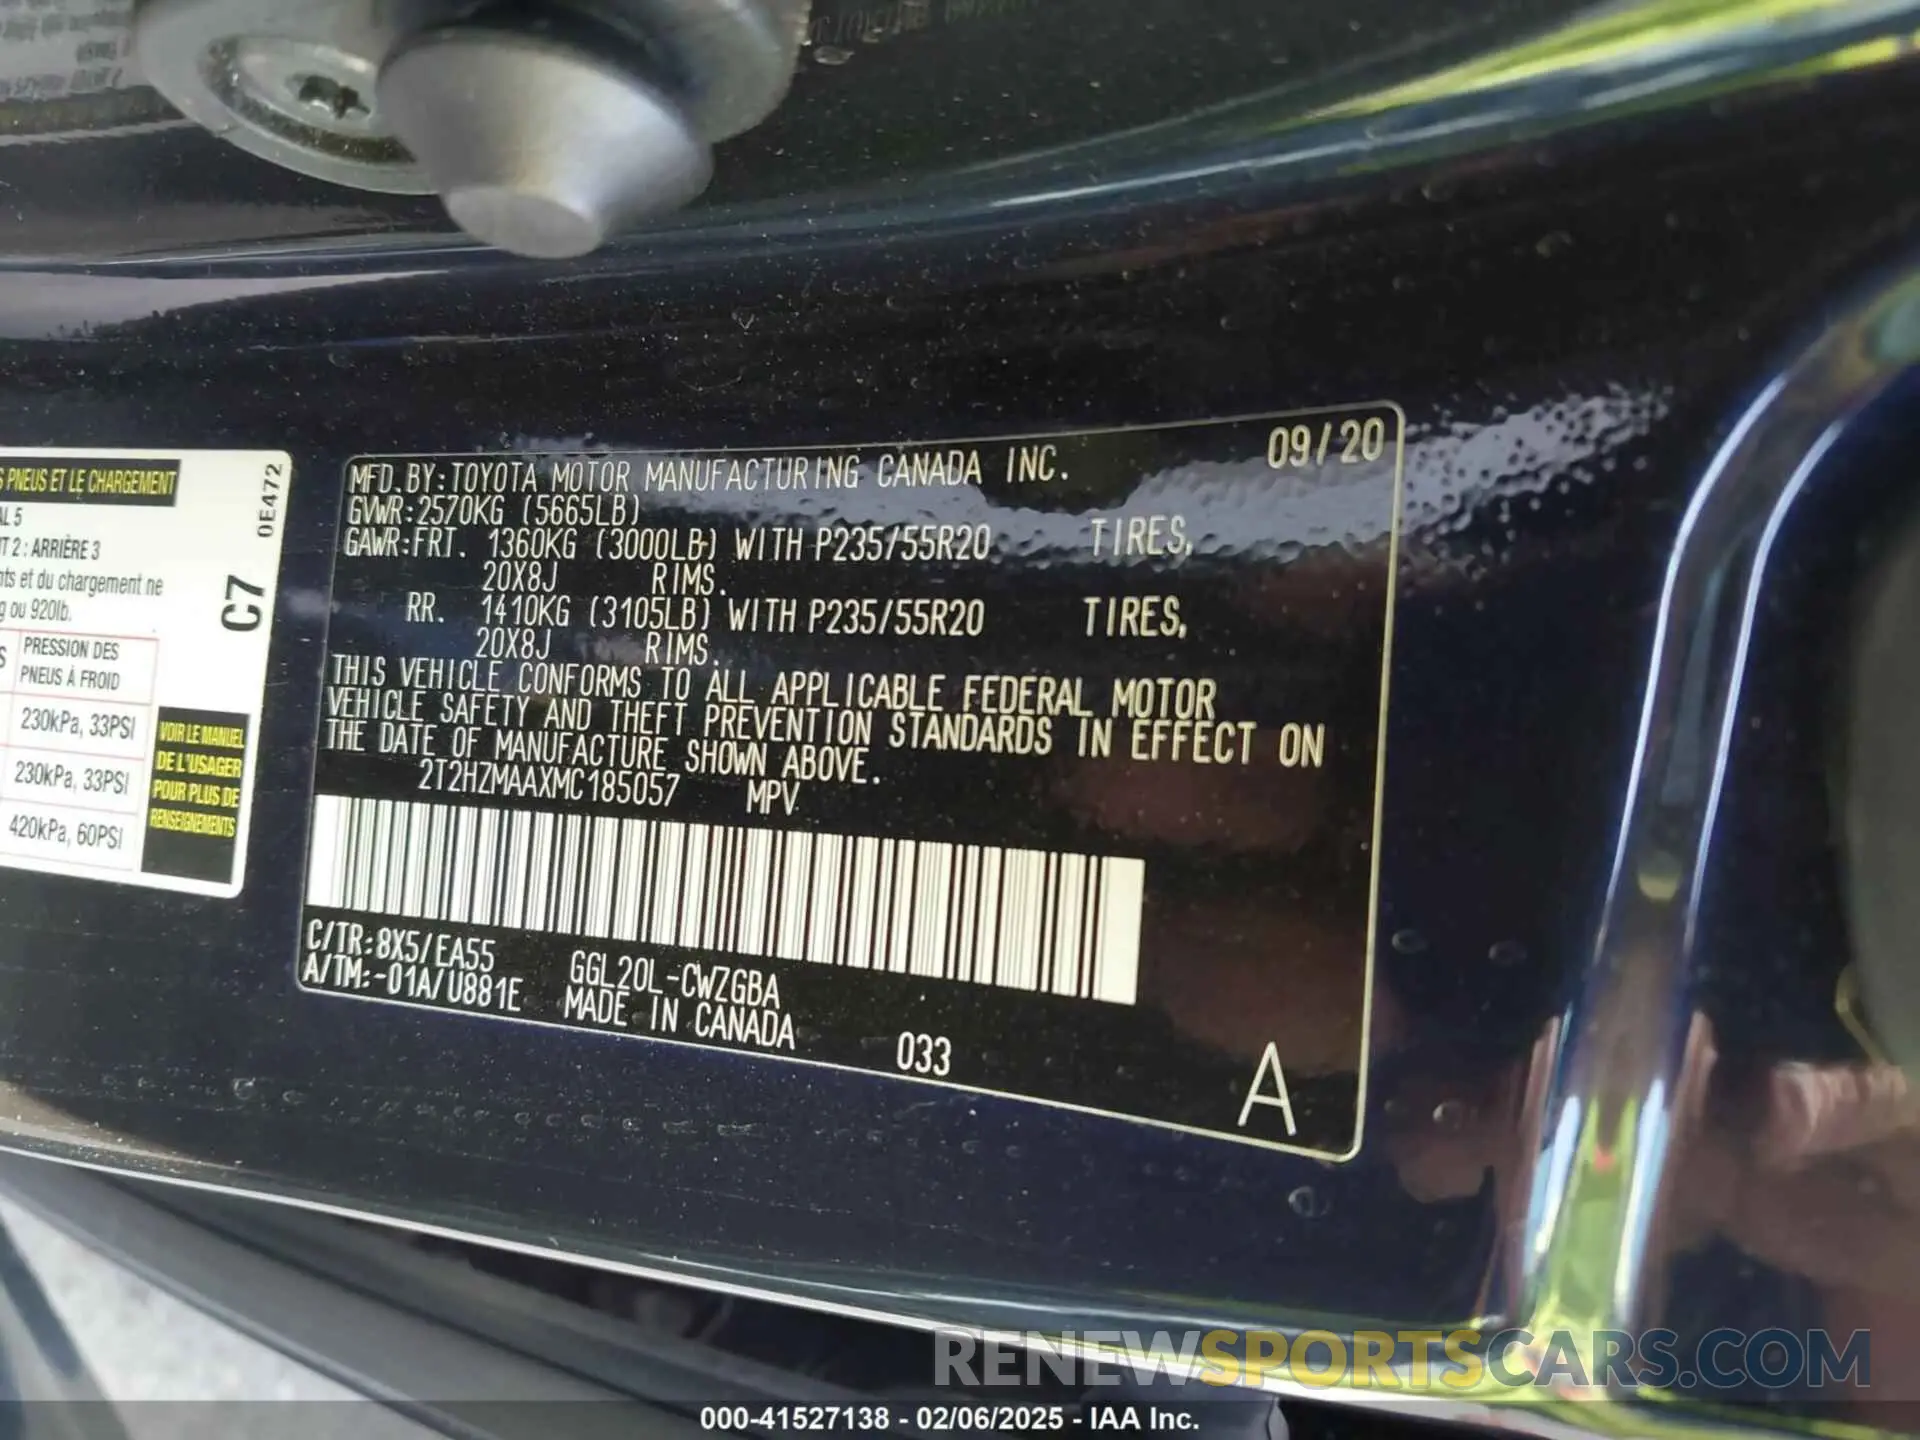 S PNEUS ET LE CHARGEMENT
AL 5
T 2 : ARRIÈRE 3
nts et du chargement ne
g ou 920lb.
S
PRESSION DES
PNEUS À FROID
230kPa, 33PSI
230kPa, 33PSI
420kPa, 60PSI
VOIR LE MANUEL
DE L'USAGER
POUR PLUS DE
RENSEIGNEMENTS
0E472
C7
MFD.BY:TOYOTA MOTOR MANUFACTURING CANADA INC. 09/20
GVWR:2570KG (5665LB)
GAWR:FRT. 1360KG (3000LB) WITH P235/55R20 TIRES,
20X8J RIMS.
RR. 1410KG (3105LB) WITH P235/55R20 TIRES,
20X8J RIMS.
THIS VEHICLE CONFORMS TO ALL APPLICABLE FEDERAL MOTOR
VEHICLE SAFETY AND THEFT PREVENTION STANDARDS IN EFFECT ON
THE DATE OF MANUFACTURE SHOWN ABOVE.
2T2HZMAAXMC185057 MPV
C/TR:8X5/EA55 GGL20L-CWZGBA
A/TM:-01A/U881E MADE IN CANADA
033
A
RENEWSPORTSCARS.COM
000-41527138 - 02/06/2025 - IAA Inc.